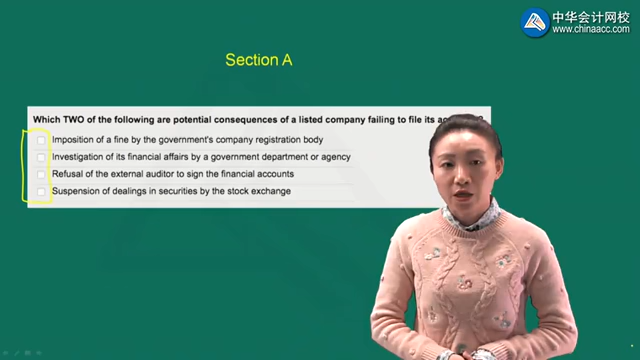 中华会计网校
www.chinaacc.com
Section A
Which TWO of the following are potential consequences of a listed company failing to file its
Imposition of a fine by the government's company registration body
Investigation of its financial affairs by a government department or agency
Refusal of the external auditor to sign the financial accounts
Suspension of dealings in securities by the stock exchange